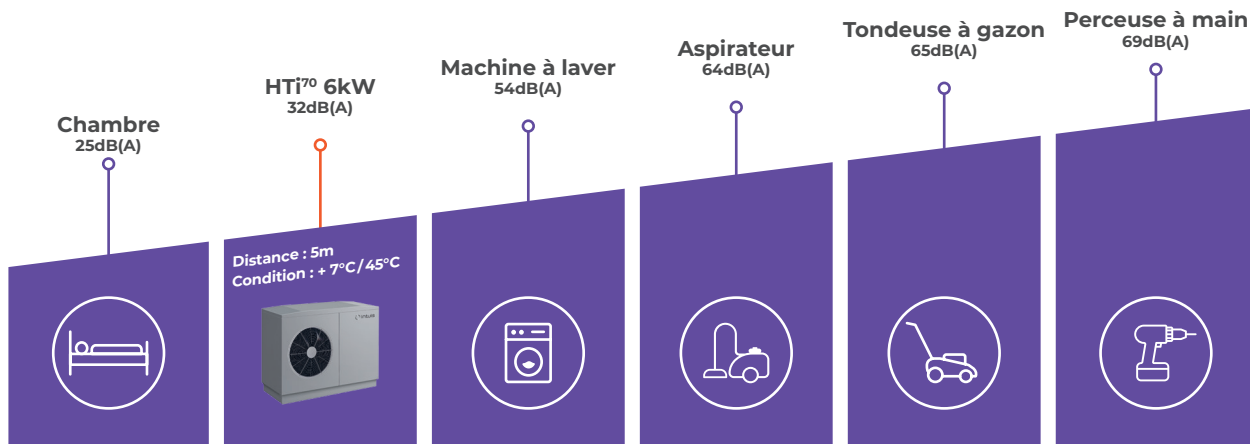 Chambre
25dB(A)
HTi⁷⁰ 6kW
32dB(A)
Machine à laver
54dB(A)
Aspirateur
64dB(A)
Tondeuse à gazon
65dB(A)
Perceuse à main
69dB(A)
Distance : 5m
Condition : + 7°C/45°C